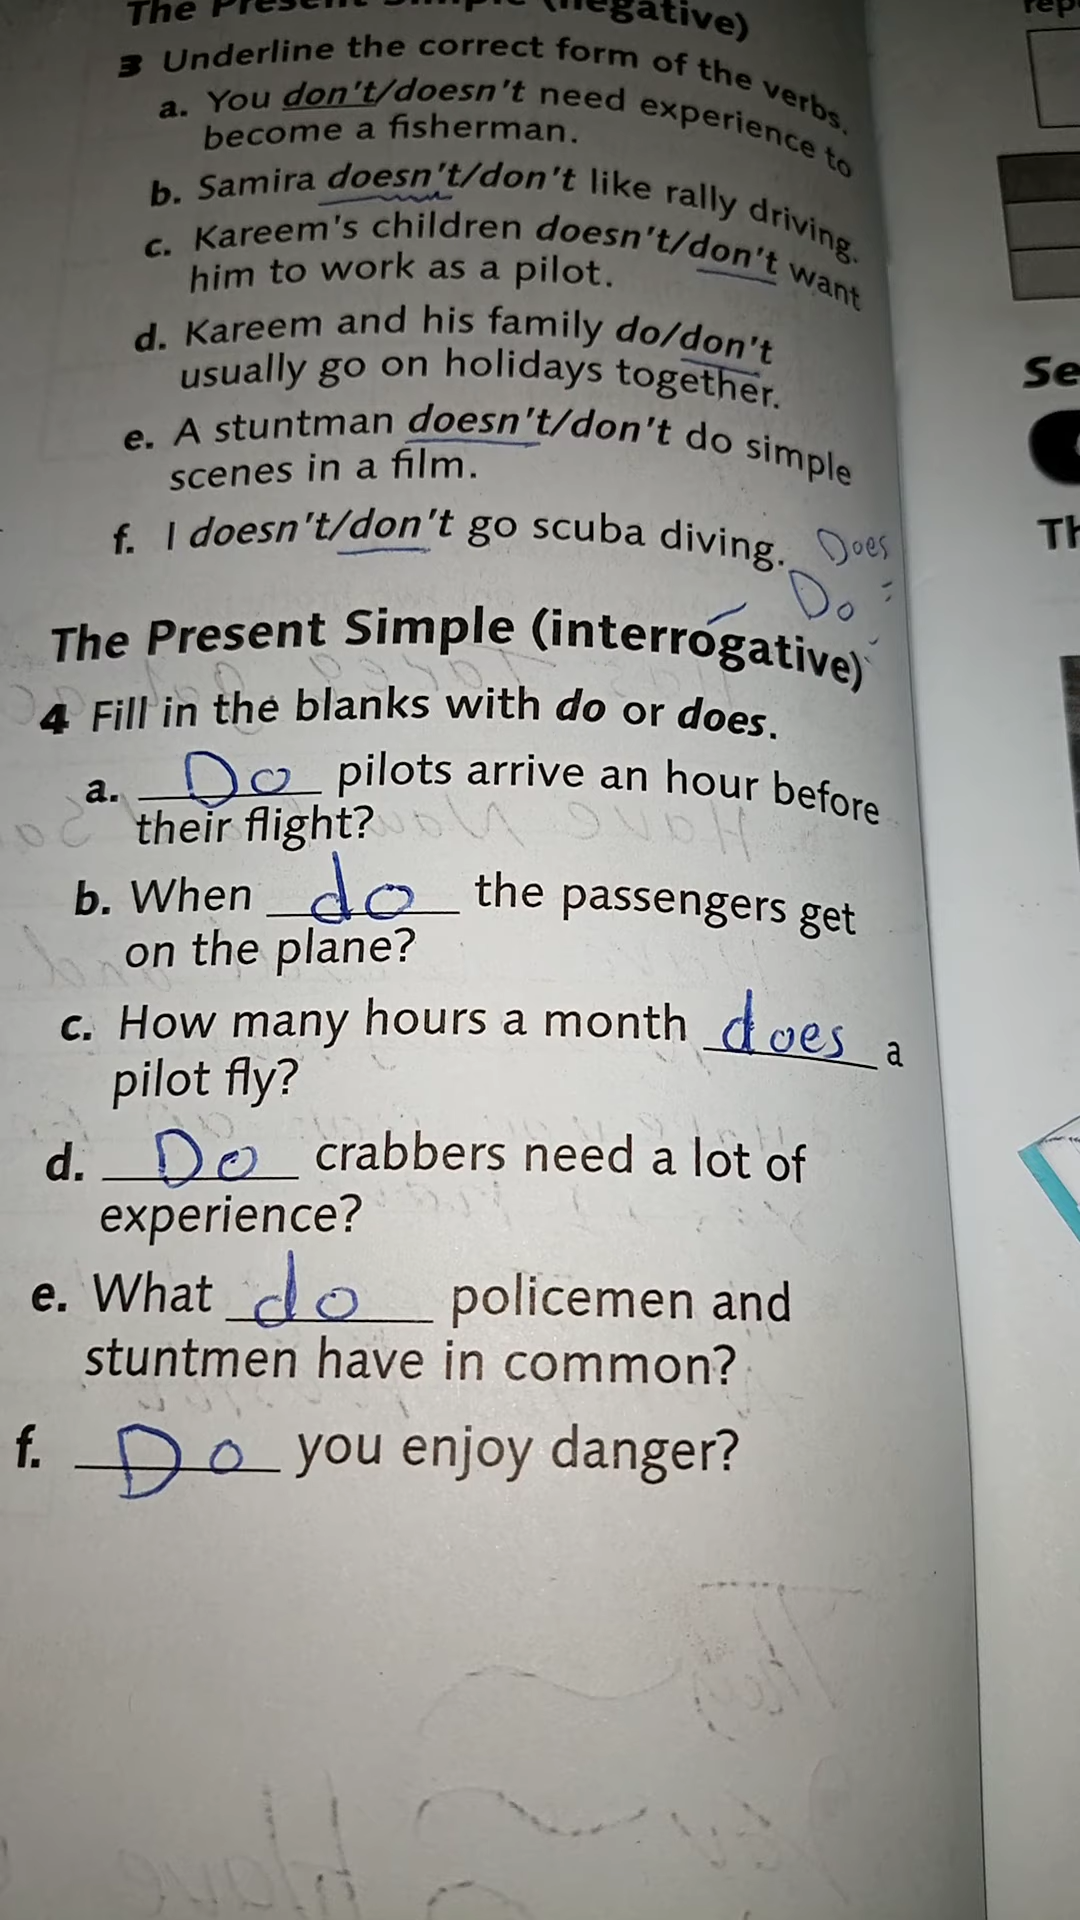 The Present Simple (negative)
3 Underline the correct form of the verbs.
a. You don't/doesn't need experience to
become a fisherman.
b. Samira doesn't/don't like rally driving.
c. Kareem's children doesn't/don't want
him to work as a pilot.
d. Kareem and his family do/don't
usually go on holidays together.
e. A stuntman doesn't/don't do simple
scenes in a film.
f. I doesn't/don't go scuba diving.
Does
Do
The Present Simple (interrogative)
4 Fill in the blanks with do or does.
a. Do pilots arrive an hour before
their flight?
b. When do the passengers get
on the plane?
c. How many hours a month does a
pilot fly?
d. Do crabbers need a lot of
experience?
e. What do policemen and
stuntmen have in common?
f. Do you enjoy danger?